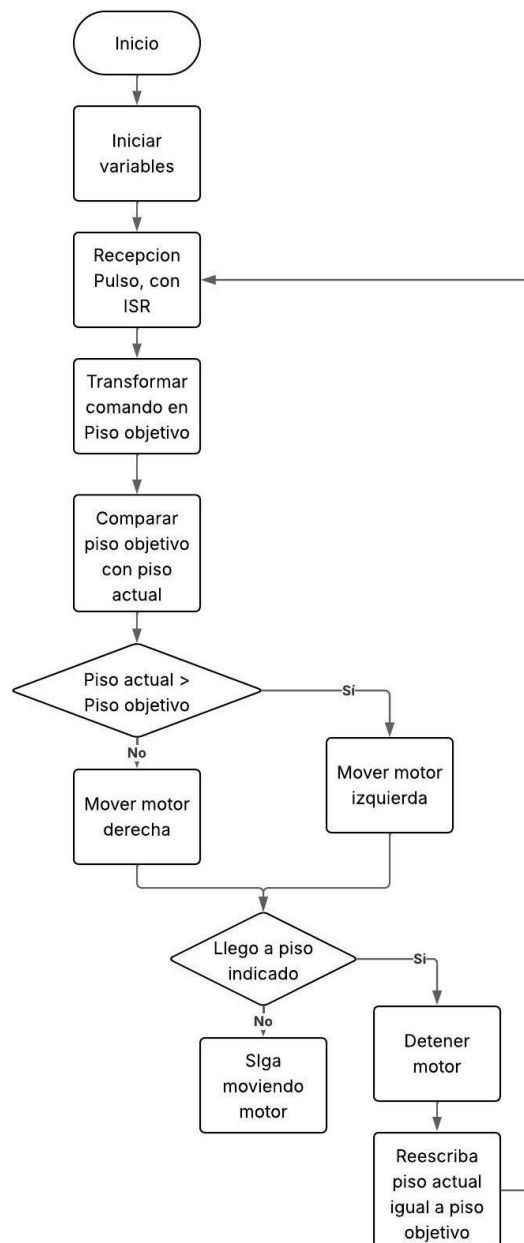 Inicio
Iniciar
variables
Recepcion
Pulso, con
ISR
Transformar
comando en
Piso objetivo
Comparar
piso objetivo
con piso
actual
Piso actual >
Piso objetivo
Sí
No
Mover motor
izquierda
Mover motor
derecha
Llego a piso
indicado
Si
No
Detener
motor
SIga
moviendo
motor
Reescriba
piso actual
igual a piso
objetivo